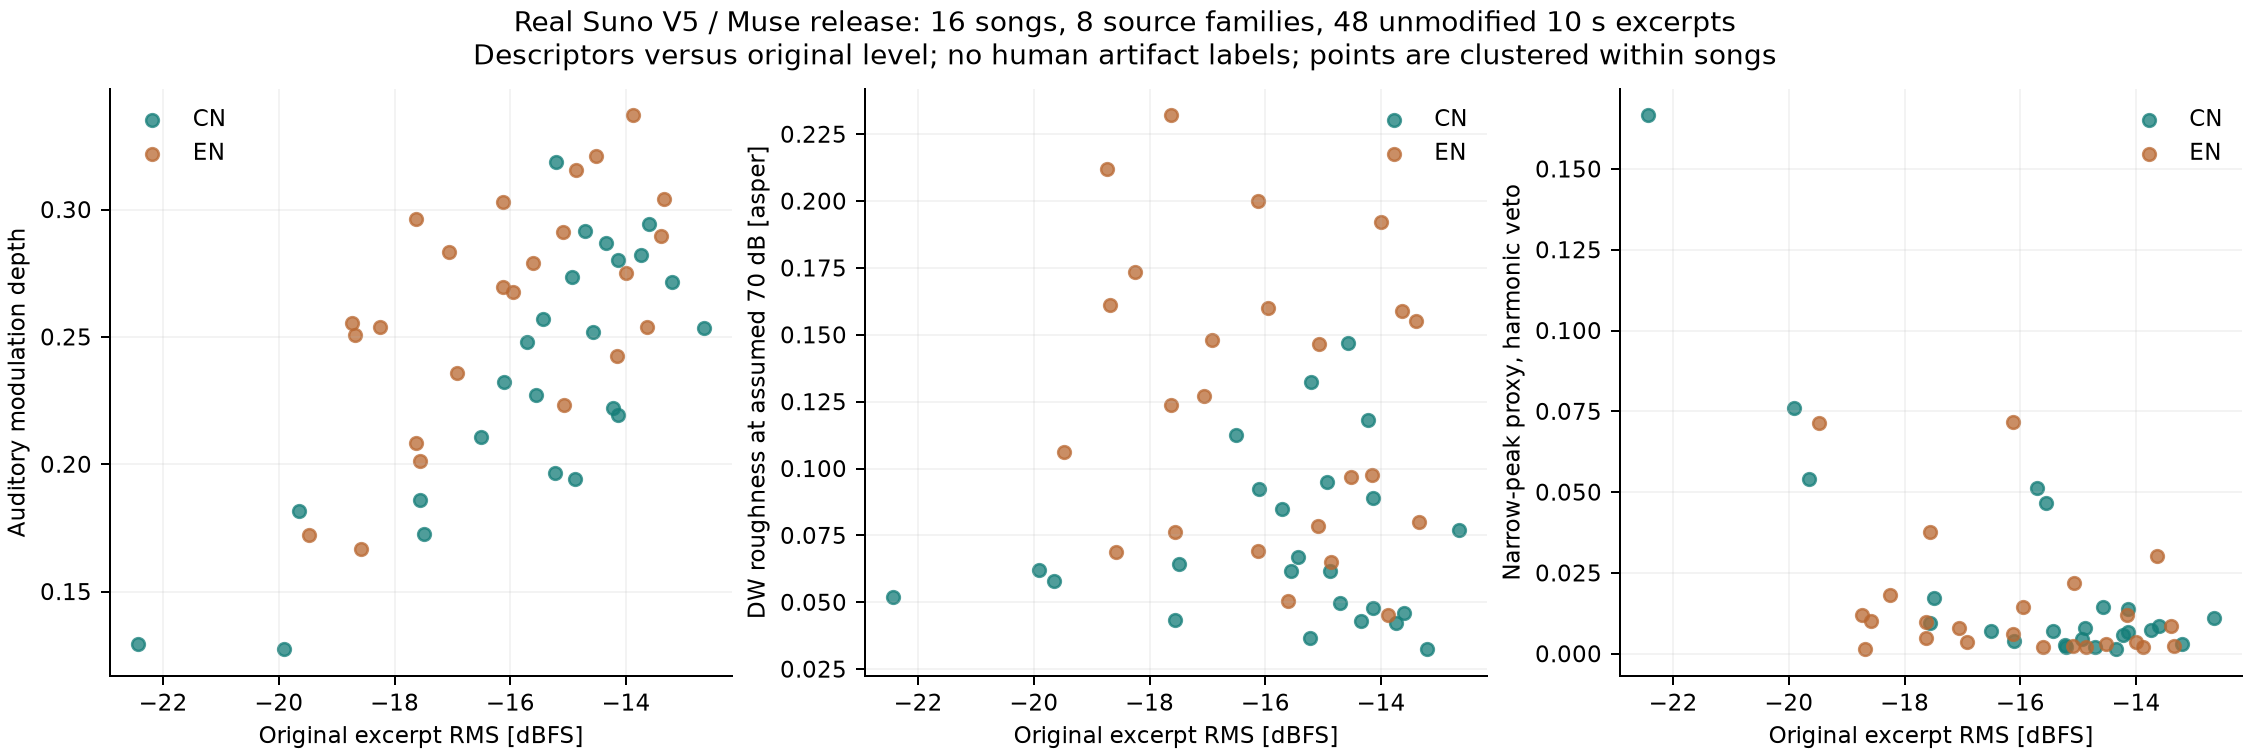 Real Suno V5 / Muse release: 16 songs, 8 source families, 48 unmodified 10 s excerpts
Descriptors versus original level; no human artifact labels; points are clustered within songs
Auditory modulation depth
CN
EN
0.30
0.25
0.20
0.15
−22
−20
−18
−16
−14
Original excerpt RMS [dBFS]
DW roughness at assumed 70 dB [asper]
CN
EN
0.225
0.200
0.175
0.150
0.125
0.100
0.075
0.050
0.025
−22
−20
−18
−16
−14
Original excerpt RMS [dBFS]
Narrow-peak proxy, harmonic veto
CN
EN
0.150
0.125
0.100
0.075
0.050
0.025
0.000
−22
−20
−18
−16
−14
Original excerpt RMS [dBFS]